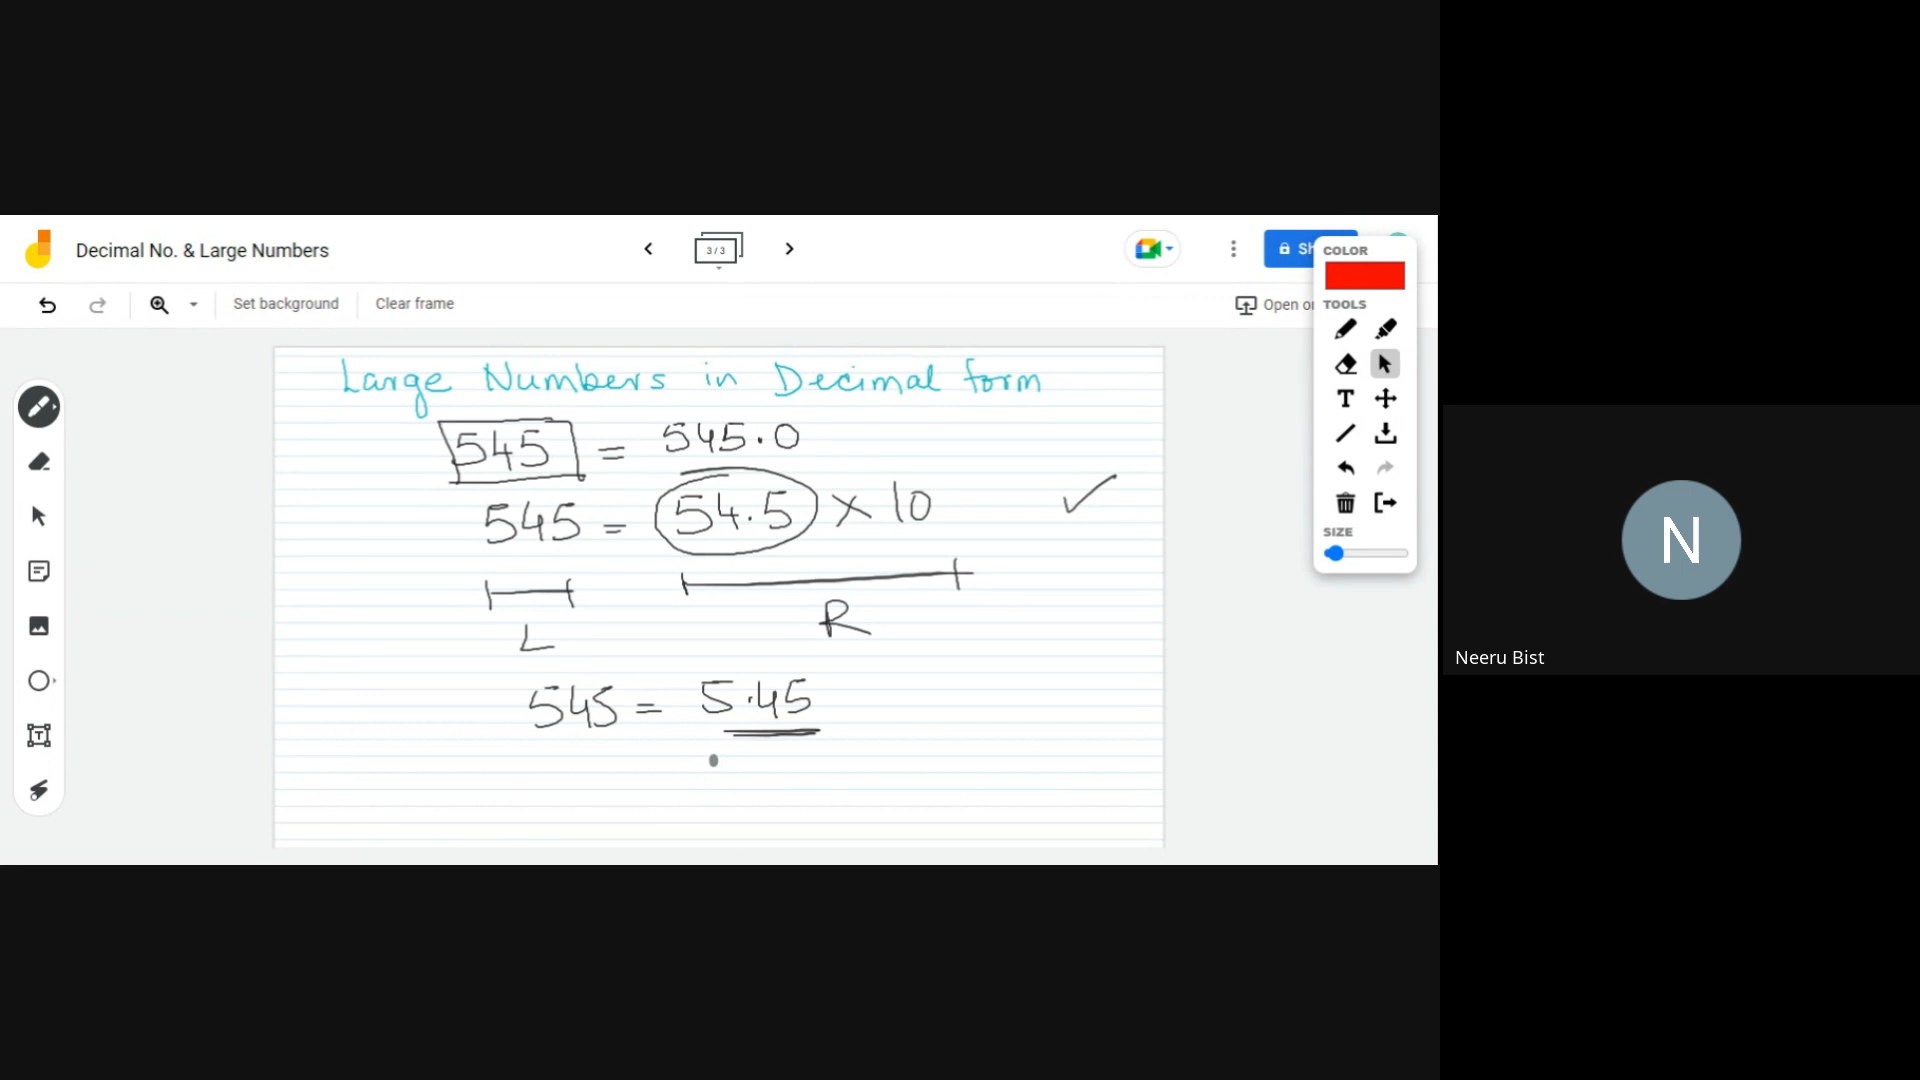 Decimal No. & Large Numbers
3 / 3
Set background
Clear frame
Open o
Sh
COLOR
TOOLS
T
SIZE
Large Numbers in Decimal form
545 = 545.0
545 = 54.5 × 10 ✓
L
R
545 = 5.45
N
Neeru Bist